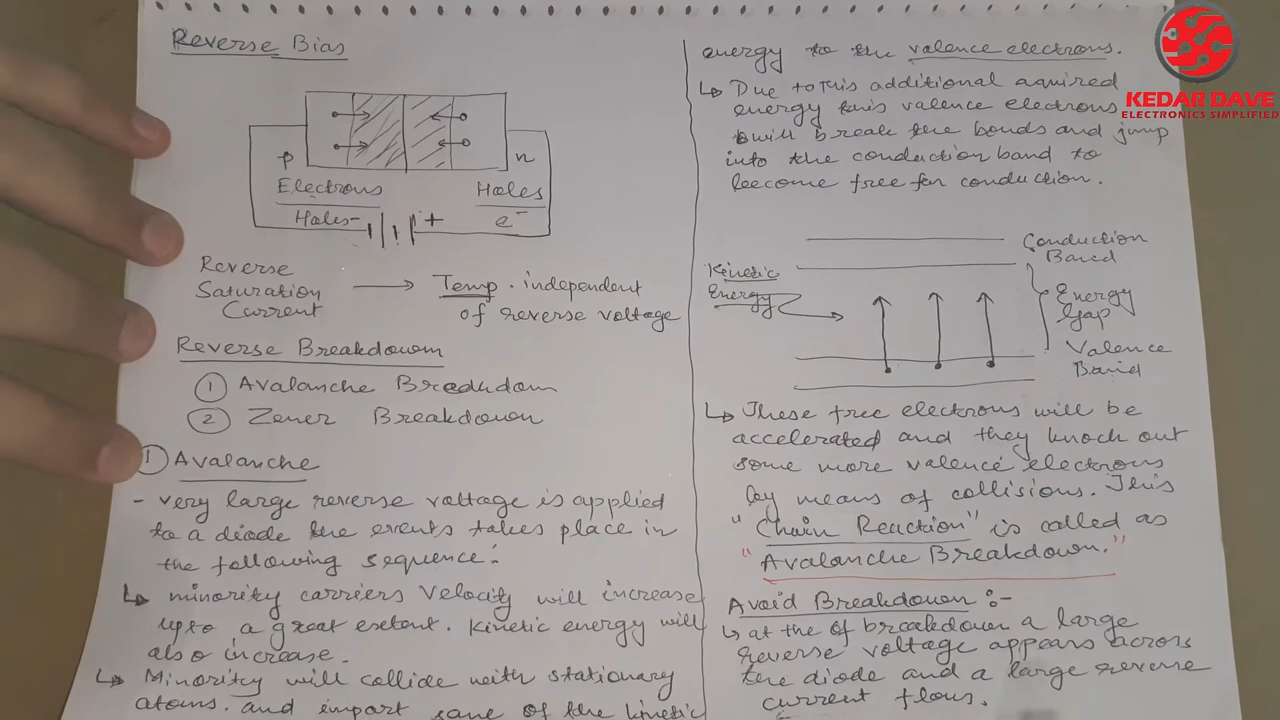 Reverse Bias
p
n
Electrons
Holes
Holes
e⁻
- +
Reverse
Saturation
Current
→ Temp. independent
of reverse voltage
Reverse Breakdown
① Avalanche Breakdown
② Zener Breakdown
① Avalanche
- very large reverse voltage is applied
to a diode the events takes place in
the following sequence:
↳ minority carriers velocity will increase
upto a great extent. Kinetic energy will
also increase.
↳ Minority will collide with stationary
atoms. and impart some of the kinetic
energy to the valence electrons.
↳ Due to this additional aquired
energy this valence electrons
will break the bonds and jump
into the conduction band to
become free for conduction.
Conduction
Band
Kinetic
Energy
Energy
Gap
Valence
Band
↳ These free electrons will be
accelerated and they knock out
some more valence electrons
by means of collisions. This
"Chain Reaction" is called as
"Avalanche Breakdown."
Avoid Breakdown :-
↳ at the of breakdown a large
reverse voltage appears across
the diode and a large reverse
current flows.
KEDAR DAVE
ELECTRONICS SIMPLIFIED